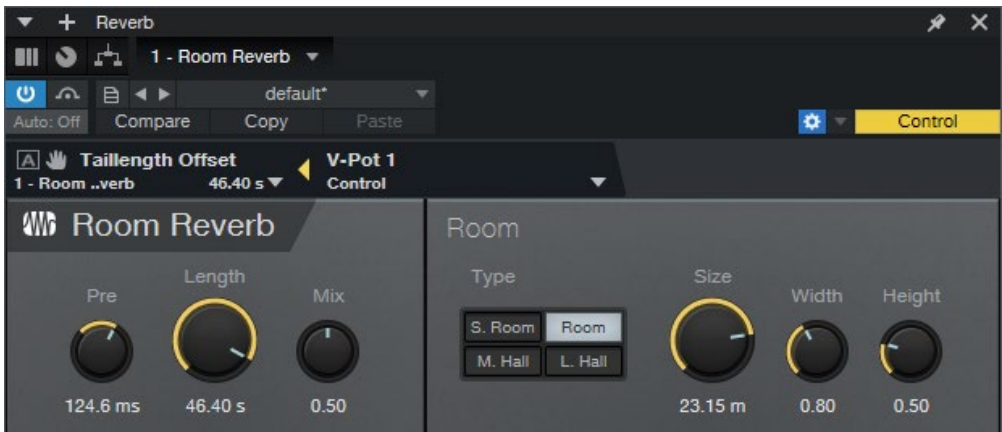 Reverb
1 - Room Reverb
default*
Auto: Off Compare Copy Paste Control
A Taillength Offset V-Pot 1
1 - Room ..verb 46.40 s Control
Room Reverb Room
Length Type Size
Pre Mix Width Height
S. Room Room
M. Hall L. Hall
124.6 ms 46.40 s 0.50 23.15 m 0.80 0.50